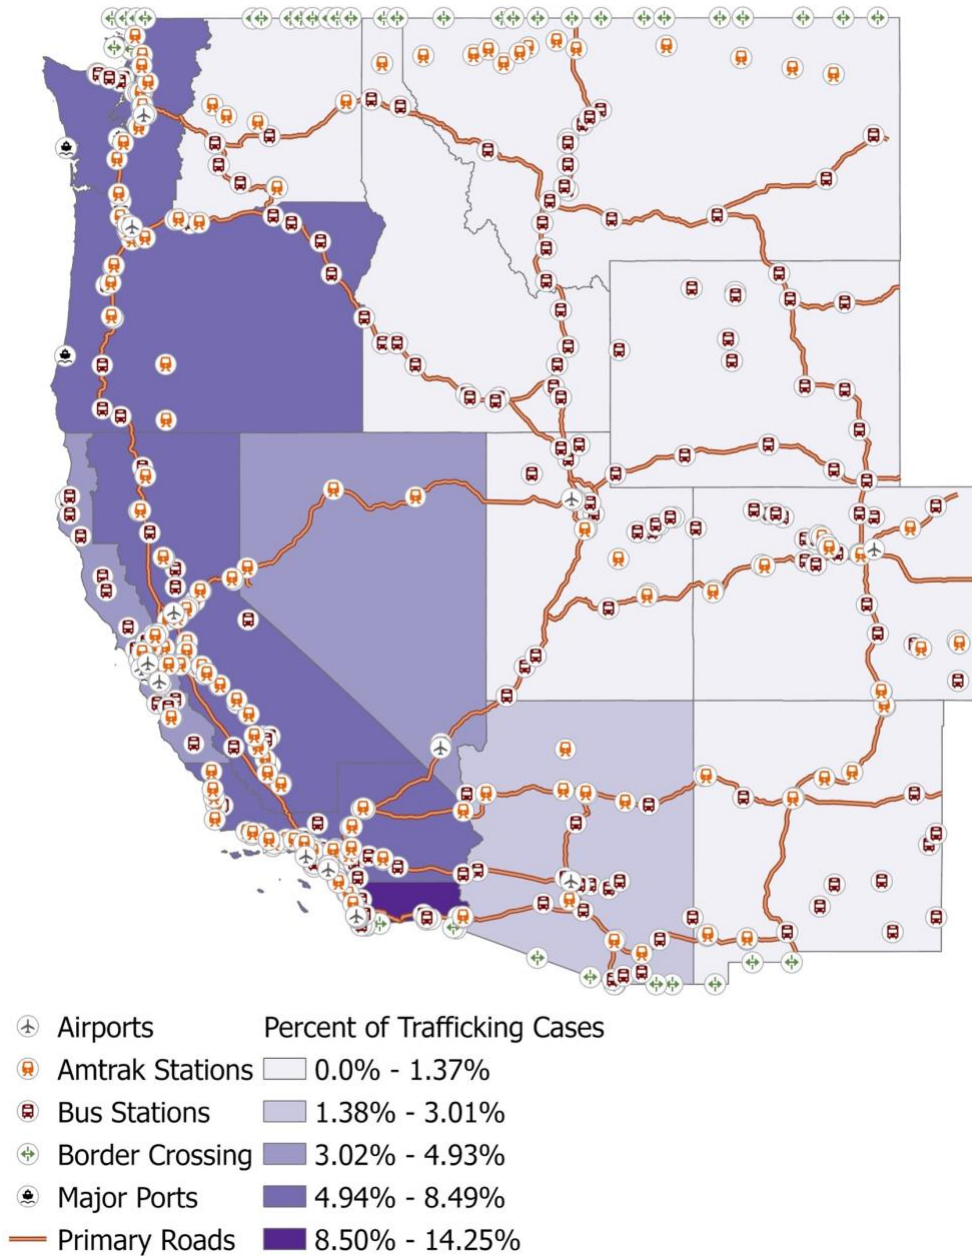 Airports
Amtrak Stations
Bus Stations
Border Crossing
Major Ports
Primary Roads
Percent of Trafficking Cases
0.0% - 1.37%
1.38% - 3.01%
3.02% - 4.93%
4.94% - 8.49%
8.50% - 14.25%